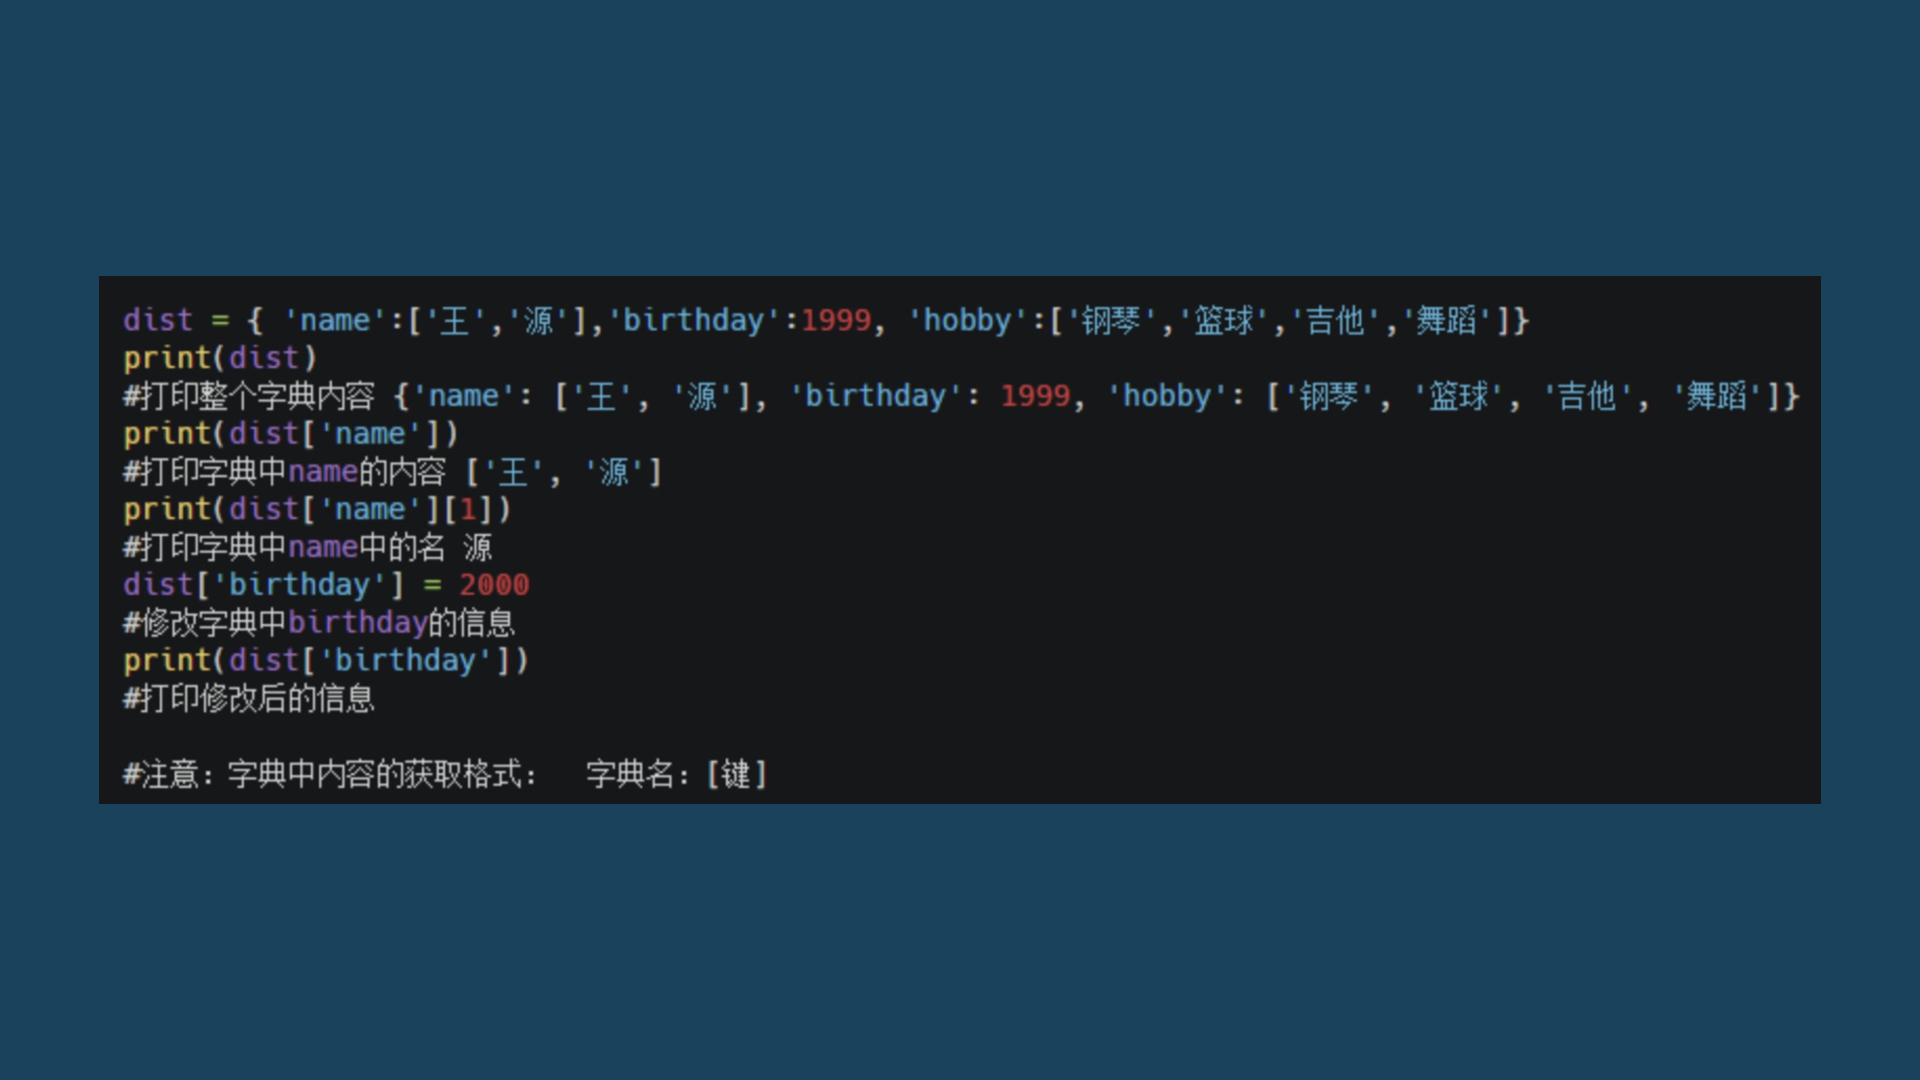 dist = { 'name':['王','源'],'birthday':1999, 'hobby':['钢琴','篮球','吉他','舞蹈']}
print(dist)
#打印整个字典内容 {'name': ['王', '源'], 'birthday': 1999, 'hobby': ['钢琴', '篮球', '吉他', '舞蹈']}
print(dist['name'])
#打印字典中name的内容 ['王', '源']
print(dist['name'][1])
#打印字典中name中的名 源
dist['birthday'] = 2000
#修改字典中birthday的信息
print(dist['birthday'])
#打印修改后的信息
#注意：字典中内容的获取格式：  字典名：[键]